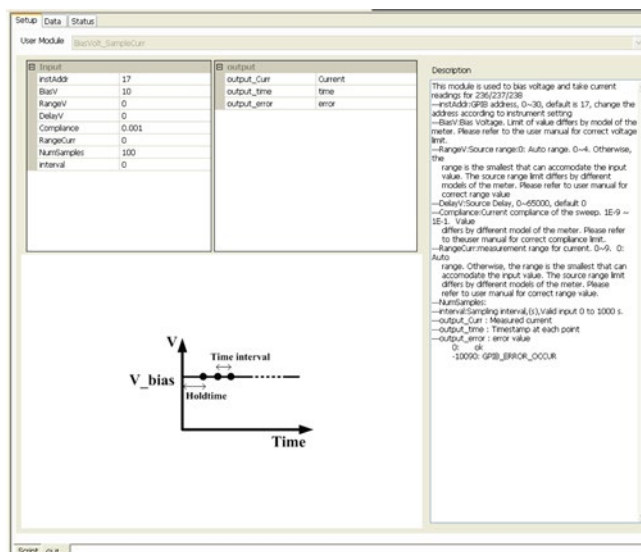 Setup Data Status
User Module BiasVolt_SampleCurr
Input
instAddr 17
BiasV 10
RangeV 0
DelayV 0
Compliance 0.001
RangeCurr 0
NumSamples 100
interval 0
output
output_Curr Current
output_time time
output_error error
Description
This module is used to bias voltage and take current
readings for 236/237/238
---instAddr:GPIB address, 0~30, default is 17, change the
address according to instrument setting
---BiasV:Bias Voltage. Limit of value differs by model of the
meter. Please refer to the user manual for correct voltage
limit.
---RangeV:Source range:0: Auto range. 0~4. Otherwise,
the
range is the smallest that can accomodate the input
value. The source range limit differs by different
models of the meter. Please refer to user manual for
correct range value
---DelayV:Source Delay, 0~65000, default 0
---Compliance:Current compliance of the sweep. 1E-9 ~
1E-1. Value
differs by different model of the meter. Please refer
to theuser manual for correct compliance limit.
---RangeCurr:measurement range for current. 0~9. 0:
Auto
range. Otherwise, the range is the smallest that can
accomodate the input value. The source range limit
differs by different models of the meter. Please
refer to user manual for correct range value.
---NumSamples:
---interval:Sampling interval,(s),Valid input 0 to 1000 s.
---output_Curr : Measured current
---output_time : Timestamp at each point
---output_error : error value
0: ok
-10090: GPIB_ERROR_OCCUR
V
Time interval
V_bias
Holdtime
Time
Script out